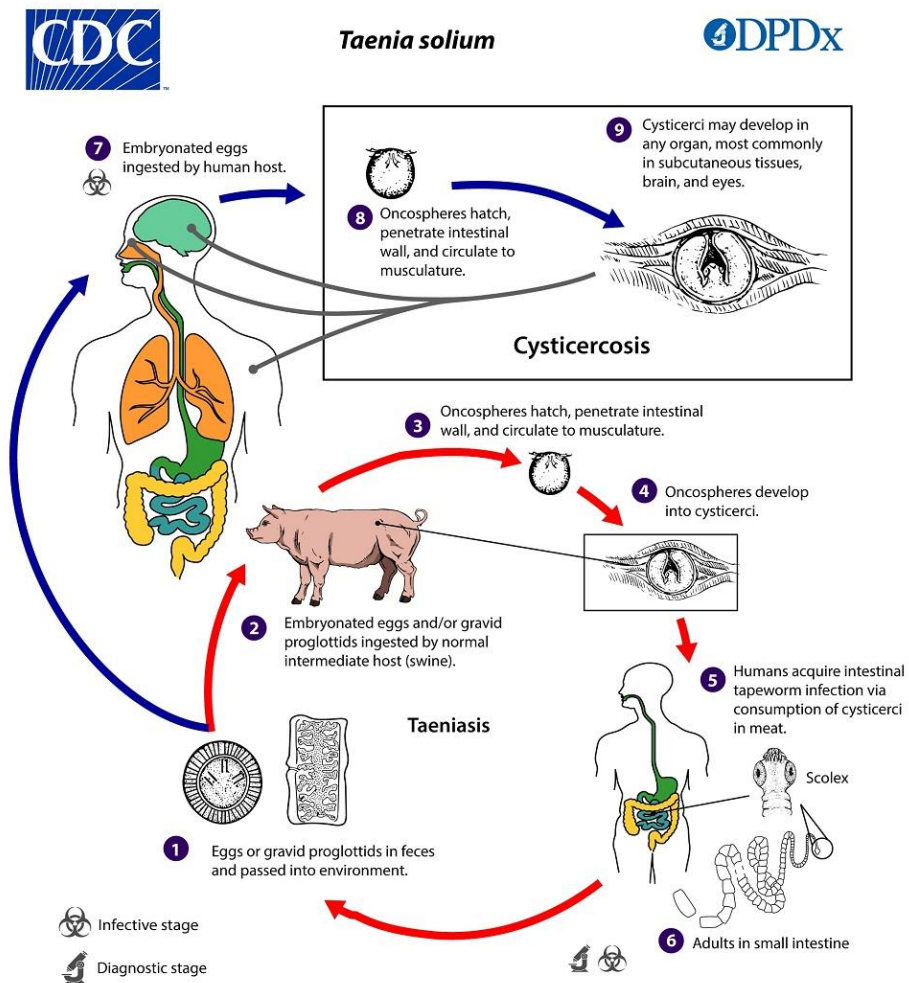 CDC
TM
Taenia solium
DPDx
7
Embryonated eggs
ingested by human host.
8
Oncospheres hatch,
penetrate intestinal
wall, and circulate to
musculature.
9
Cysticerci may develop in
any organ, most commonly
in subcutaneous tissues,
brain, and eyes.
Cysticercosis
3
Oncospheres hatch, penetrate intestinal
wall, and circulate to musculature.
4
Oncospheres develop
into cysticerci.
2
Embryonated eggs and/or gravid
proglottids ingested by normal
intermediate host (swine).
5
Humans acquire intestinal
tapeworm infection via
consumption of cysticerci
in meat.
Taeniasis
Scolex
1
Eggs or gravid proglottids in feces
and passed into environment.
6
Adults in small intestine
Infective stage
Diagnostic stage